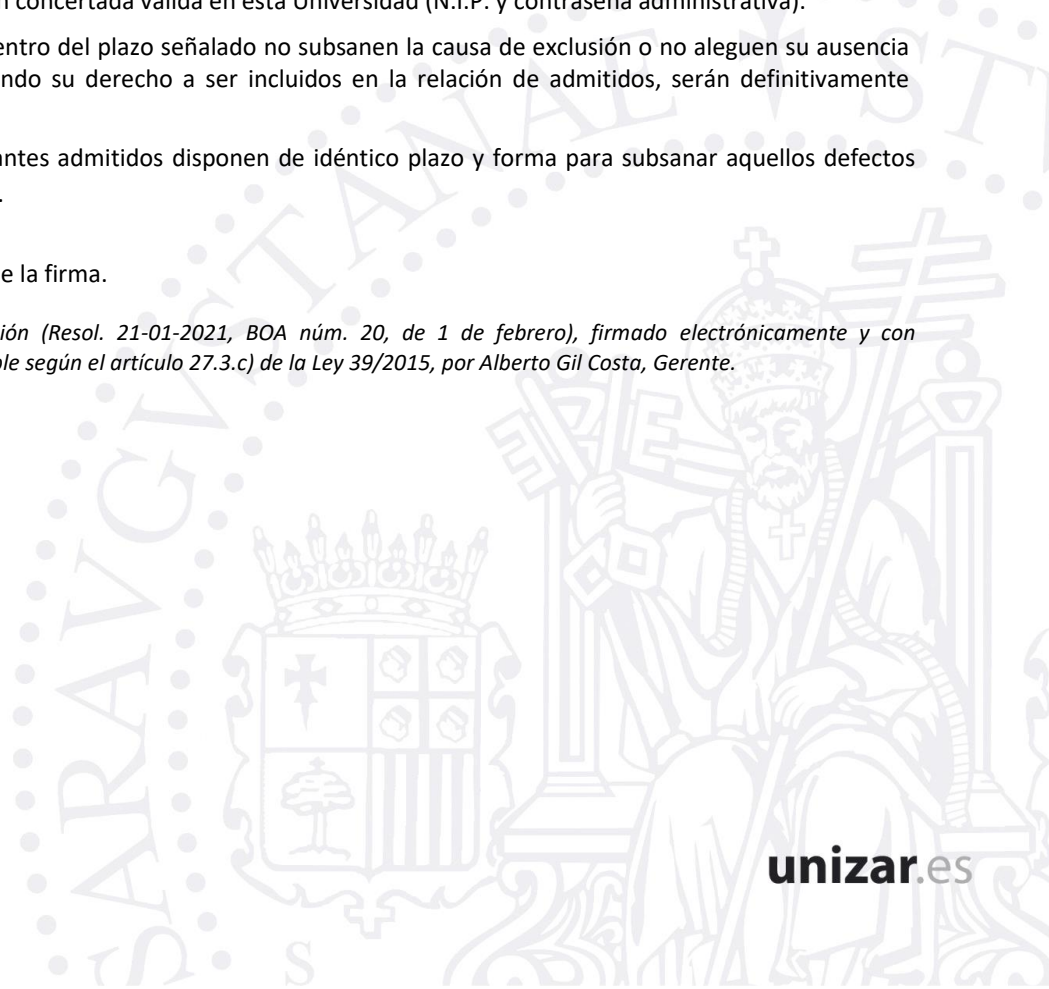 n concertada válida en esta Universidad (N.I.P. y contraseña administrativa).
entro del plazo señalado no subsanen la causa de exclusión o no aleguen su ausencia
ndo su derecho a ser incluidos en la relación de admitidos, serán definitivamente
antes admitidos disponen de idéntico plazo y forma para subsanar aquellos defectos
.
e la firma.
ión (Resol. 21-01-2021, BOA núm. 20, de 1 de febrero), firmado electrónicamente y con
ble según el artículo 27.3.c) de la Ley 39/2015, por Alberto Gil Costa, Gerente.
SARAVGVSTANAE ST
S
unizar.es